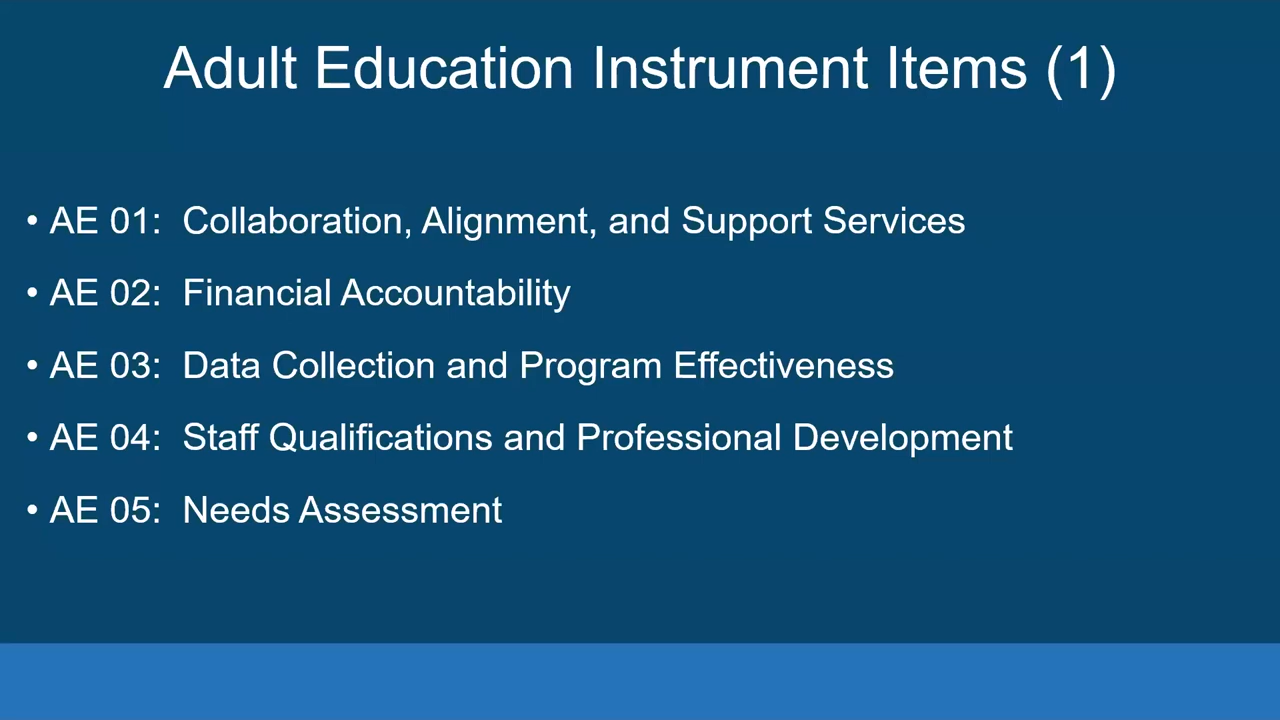 Adult Education Instrument Items (1)
• AE 01: Collaboration, Alignment, and Support Services
• AE 02: Financial Accountability
• AE 03: Data Collection and Program Effectiveness
• AE 04: Staff Qualifications and Professional Development
• AE 05: Needs Assessment